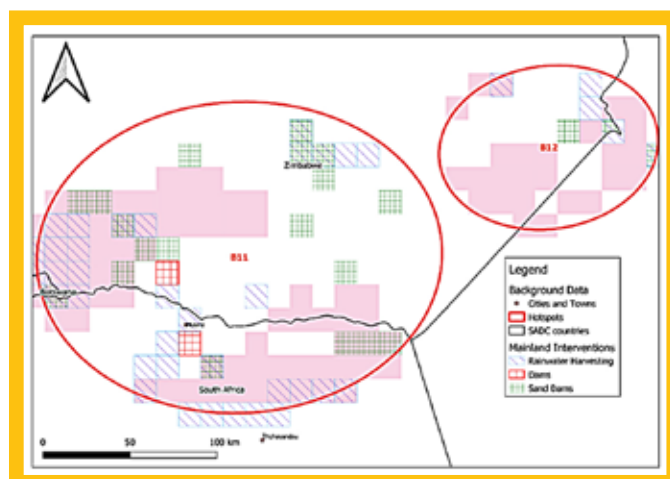 Zimbabwe
B12
B11
Botswana
South Africa
Legend
Background Data
Cities and Towns
Hotspots
SADC countries
Mainland Interventions
Rainwater Harvesting
Dams
Sand Dams
0 50 100 km